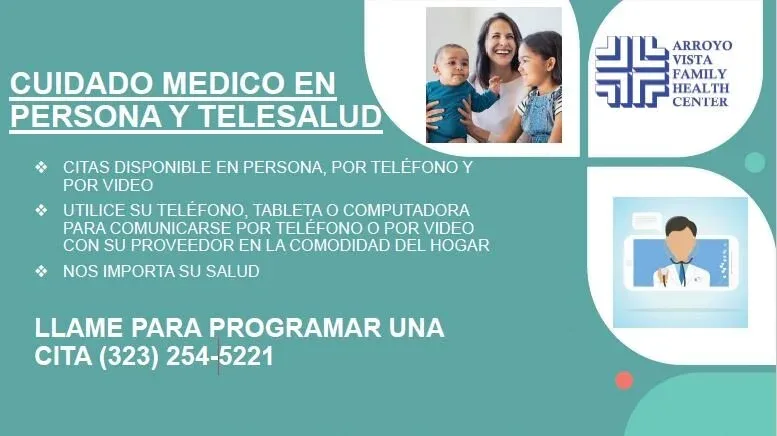 CUIDADO MEDICO EN
PERSONA Y TELESALUD
❖ CITAS DISPONIBLE EN PERSONA, POR TELÉFONO Y
POR VIDEO
❖ UTILICE SU TELÉFONO, TABLETA O COMPUTADORA
PARA COMUNICARSE POR TELÉFONO O POR VIDEO
CON SU PROVEEDOR EN LA COMODIDAD DEL HOGAR
❖ NOS IMPORTA SU SALUD
LLAME PARA PROGRAMAR UNA
CITA (323) 254-5221
ARROYO
VISTA
FAMILY
HEALTH
CENTER